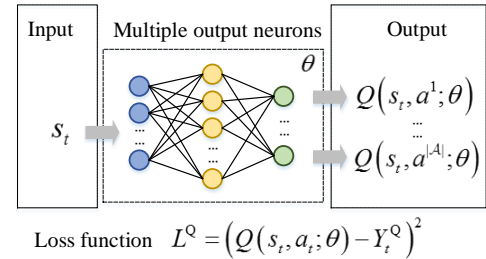 Input
Multiple output neurons
Output
θ
s_t
Q(s_t, a^1; θ)
...
Q(s_t, a^{|𝒜|}; θ)
...
...
...
Loss function L^Q = (Q(s_t, a_t; θ) − Y_t^Q)^2